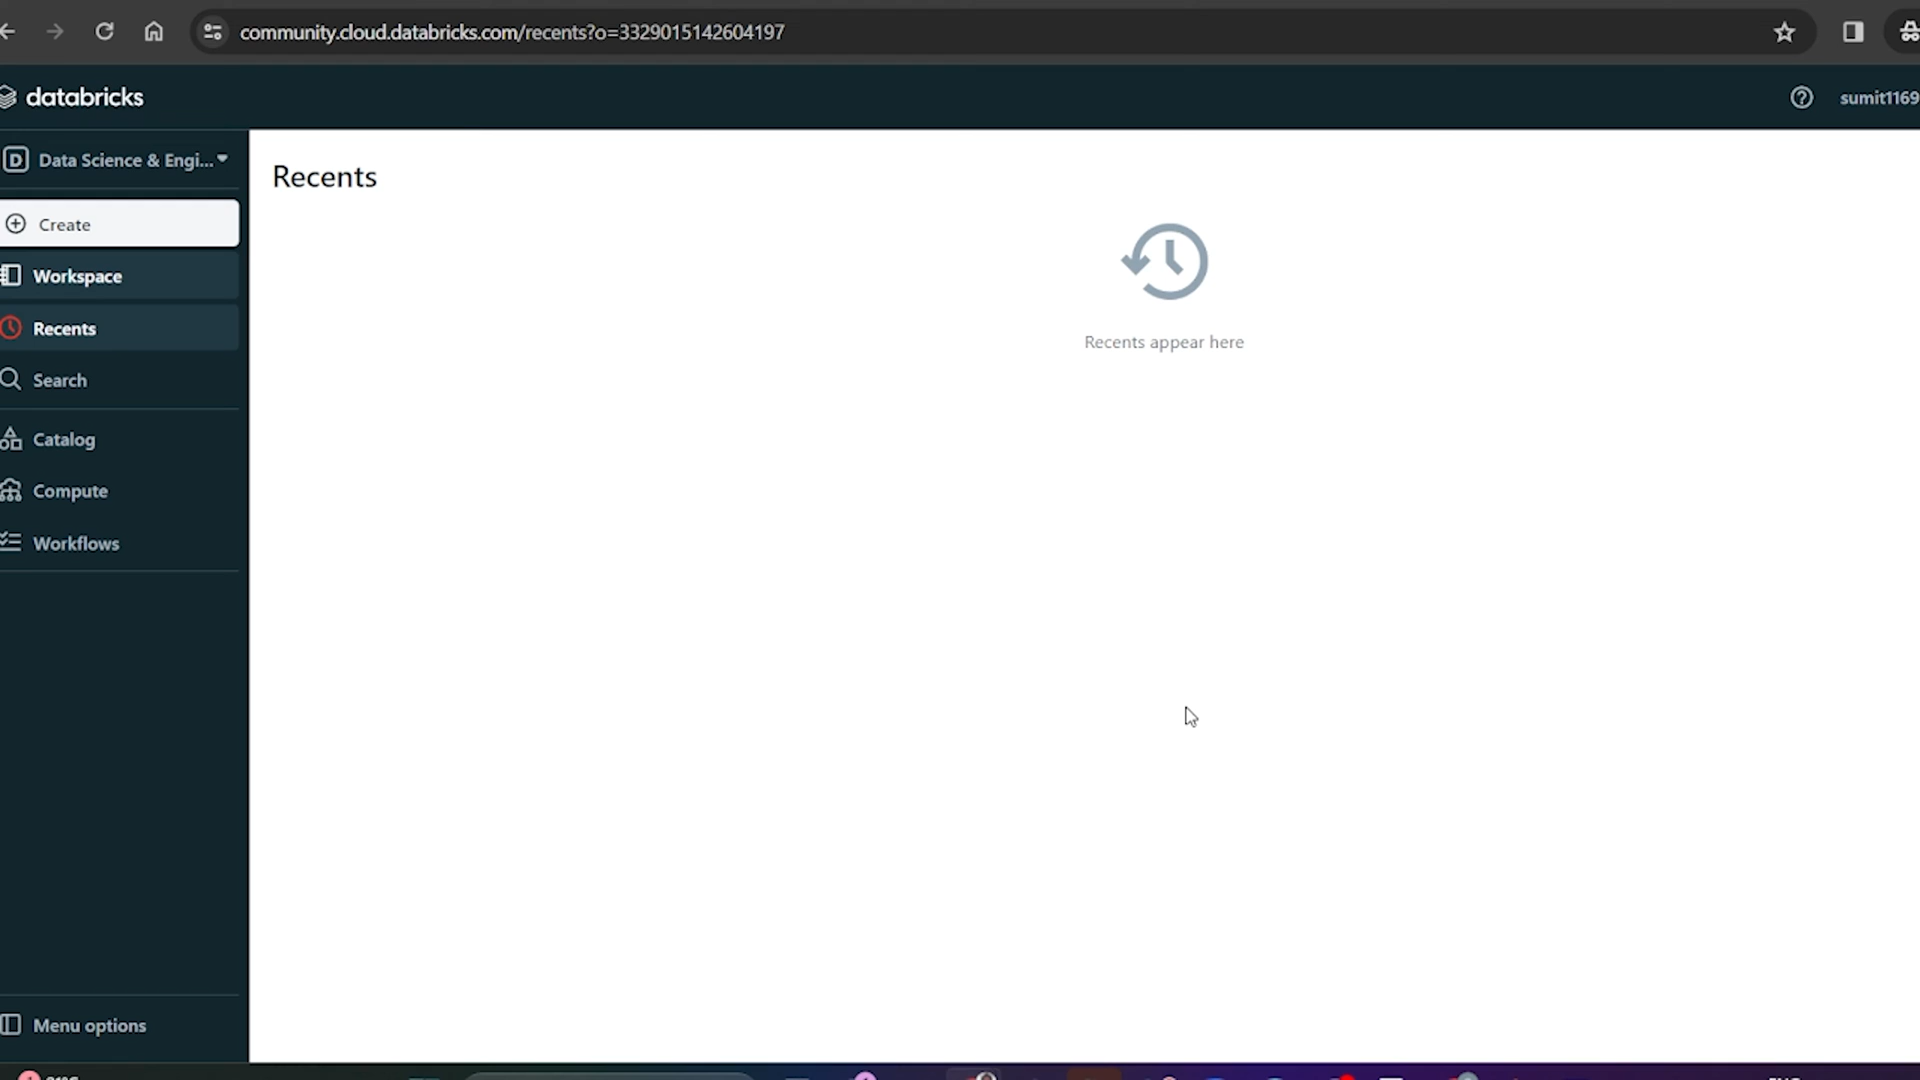 community.cloud.databricks.com/recents?o=3329015142604197
databricks
sumit1169
D Data Science & Engi...
Recents
Create
Workspace
Recents
Search
Catalog
Compute
Workflows
Recents appear here
Menu options